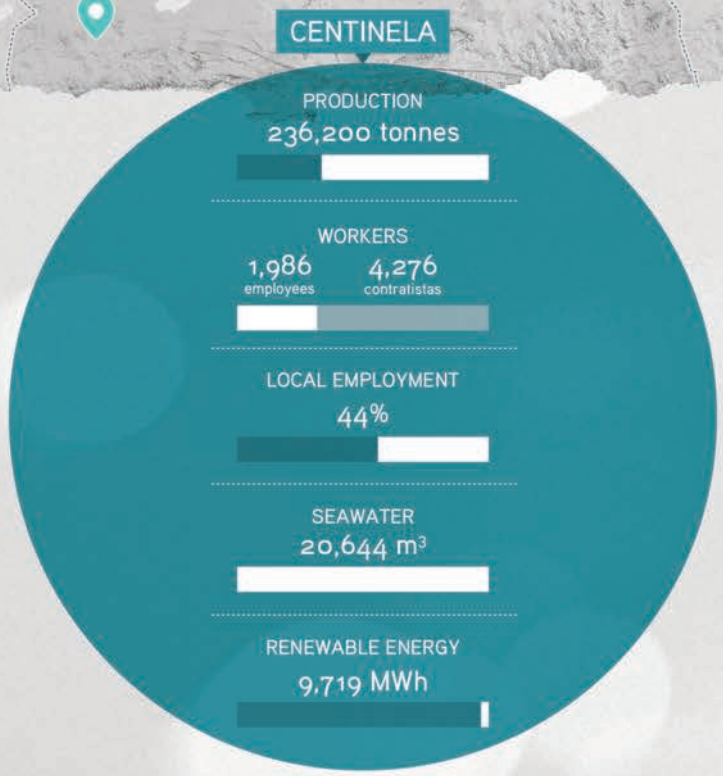 CENTINELA
PRODUCTION
236,200 tonnes
WORKERS
1,986 4,276
employees contratistas
LOCAL EMPLOYMENT
44%
SEAWATER
20,644 m³
RENEWABLE ENERGY
9,719 MWh